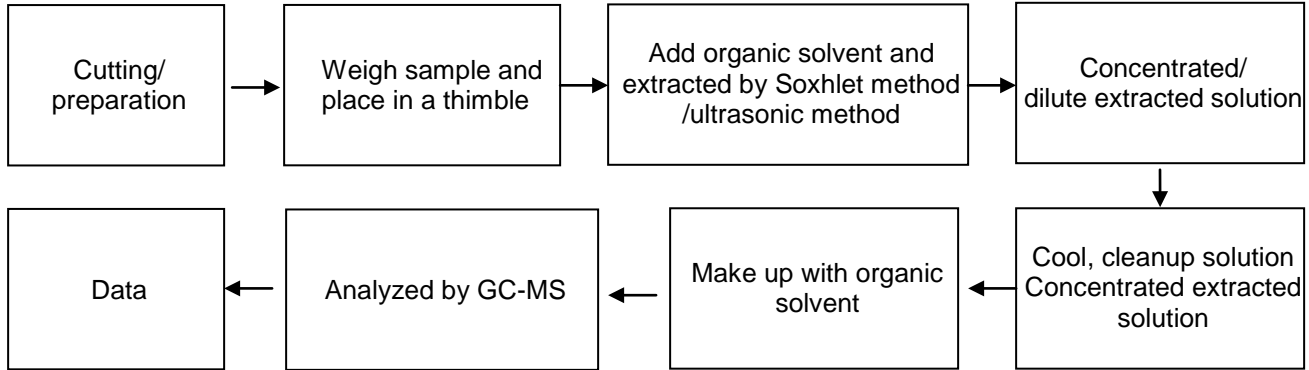 Cutting/
preparation
Weigh sample and
place in a thimble
Add organic solvent and
extracted by Soxhlet method
/ultrasonic method
Concentrated/
dilute extracted solution
Cool, cleanup solution
Concentrated extracted
solution
Make up with organic
solvent
Analyzed by GC-MS
Data